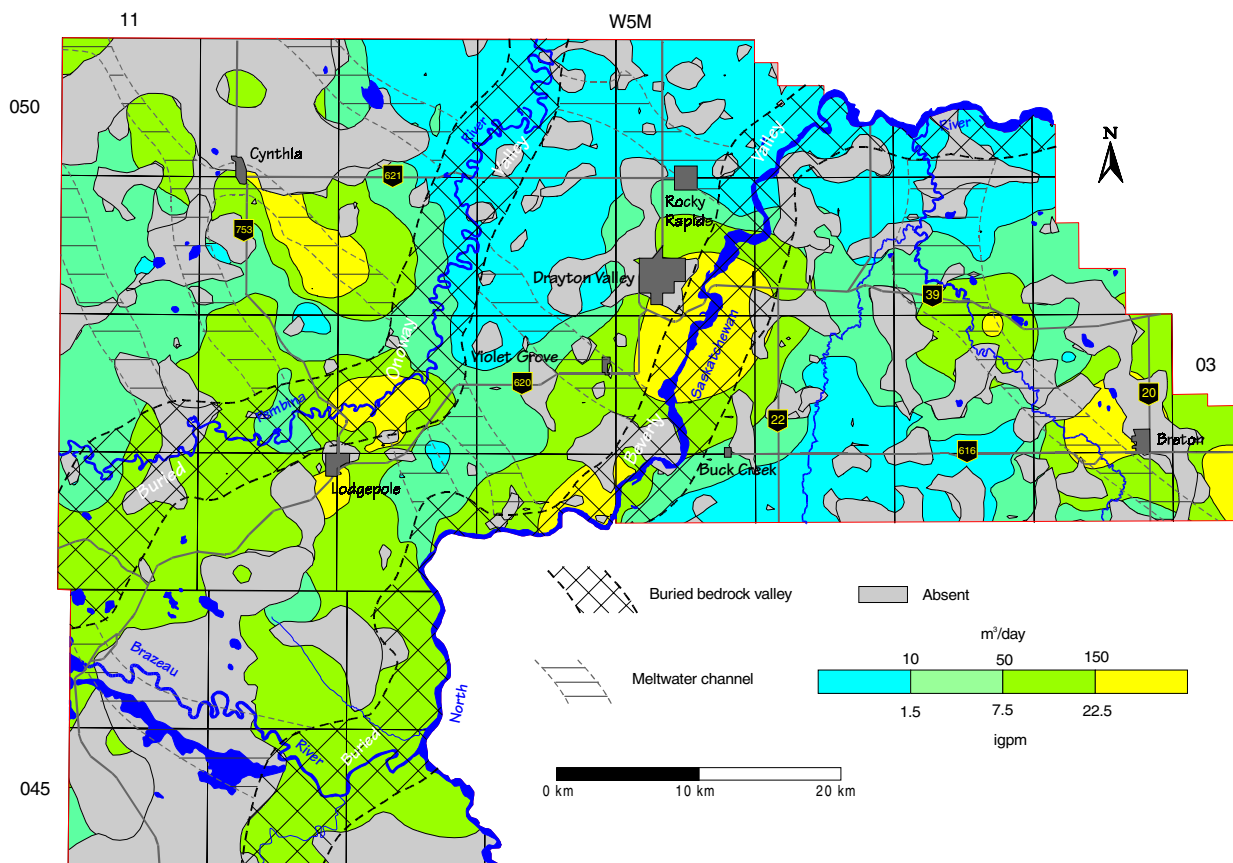 11
W5M
050
River
Valley
Valley
River
N
Cynthia
621
Rocky
Rapids
753
Drayton Valley
39
Onoway
Violet Grove
Saskatchewan
03
620
20
Pembina
22
Beverly
Breton
616
Buck Creek
Buried
Lodgepole
Buried bedrock valley
Absent
m³/day
10 50 150
Meltwater channel
1.5 7.5 22.5
igpm
Brazeau
North
River
Buried
045
0 km 10 km 20 km